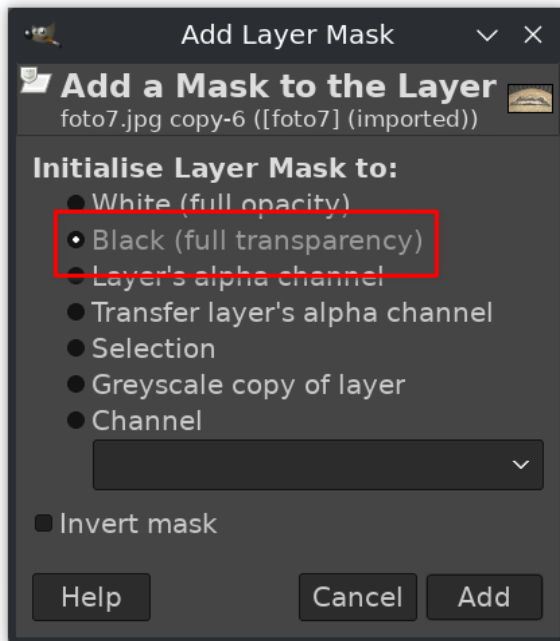 Add Layer Mask
Add a Mask to the Layer
foto7.jpg copy-6 ([foto7] (imported))
Initialise Layer Mask to:
White (full opacity)
Black (full transparency)
Layer's alpha channel
Transfer layer's alpha channel
Selection
Greyscale copy of layer
Channel
Invert mask
Help
Cancel
Add